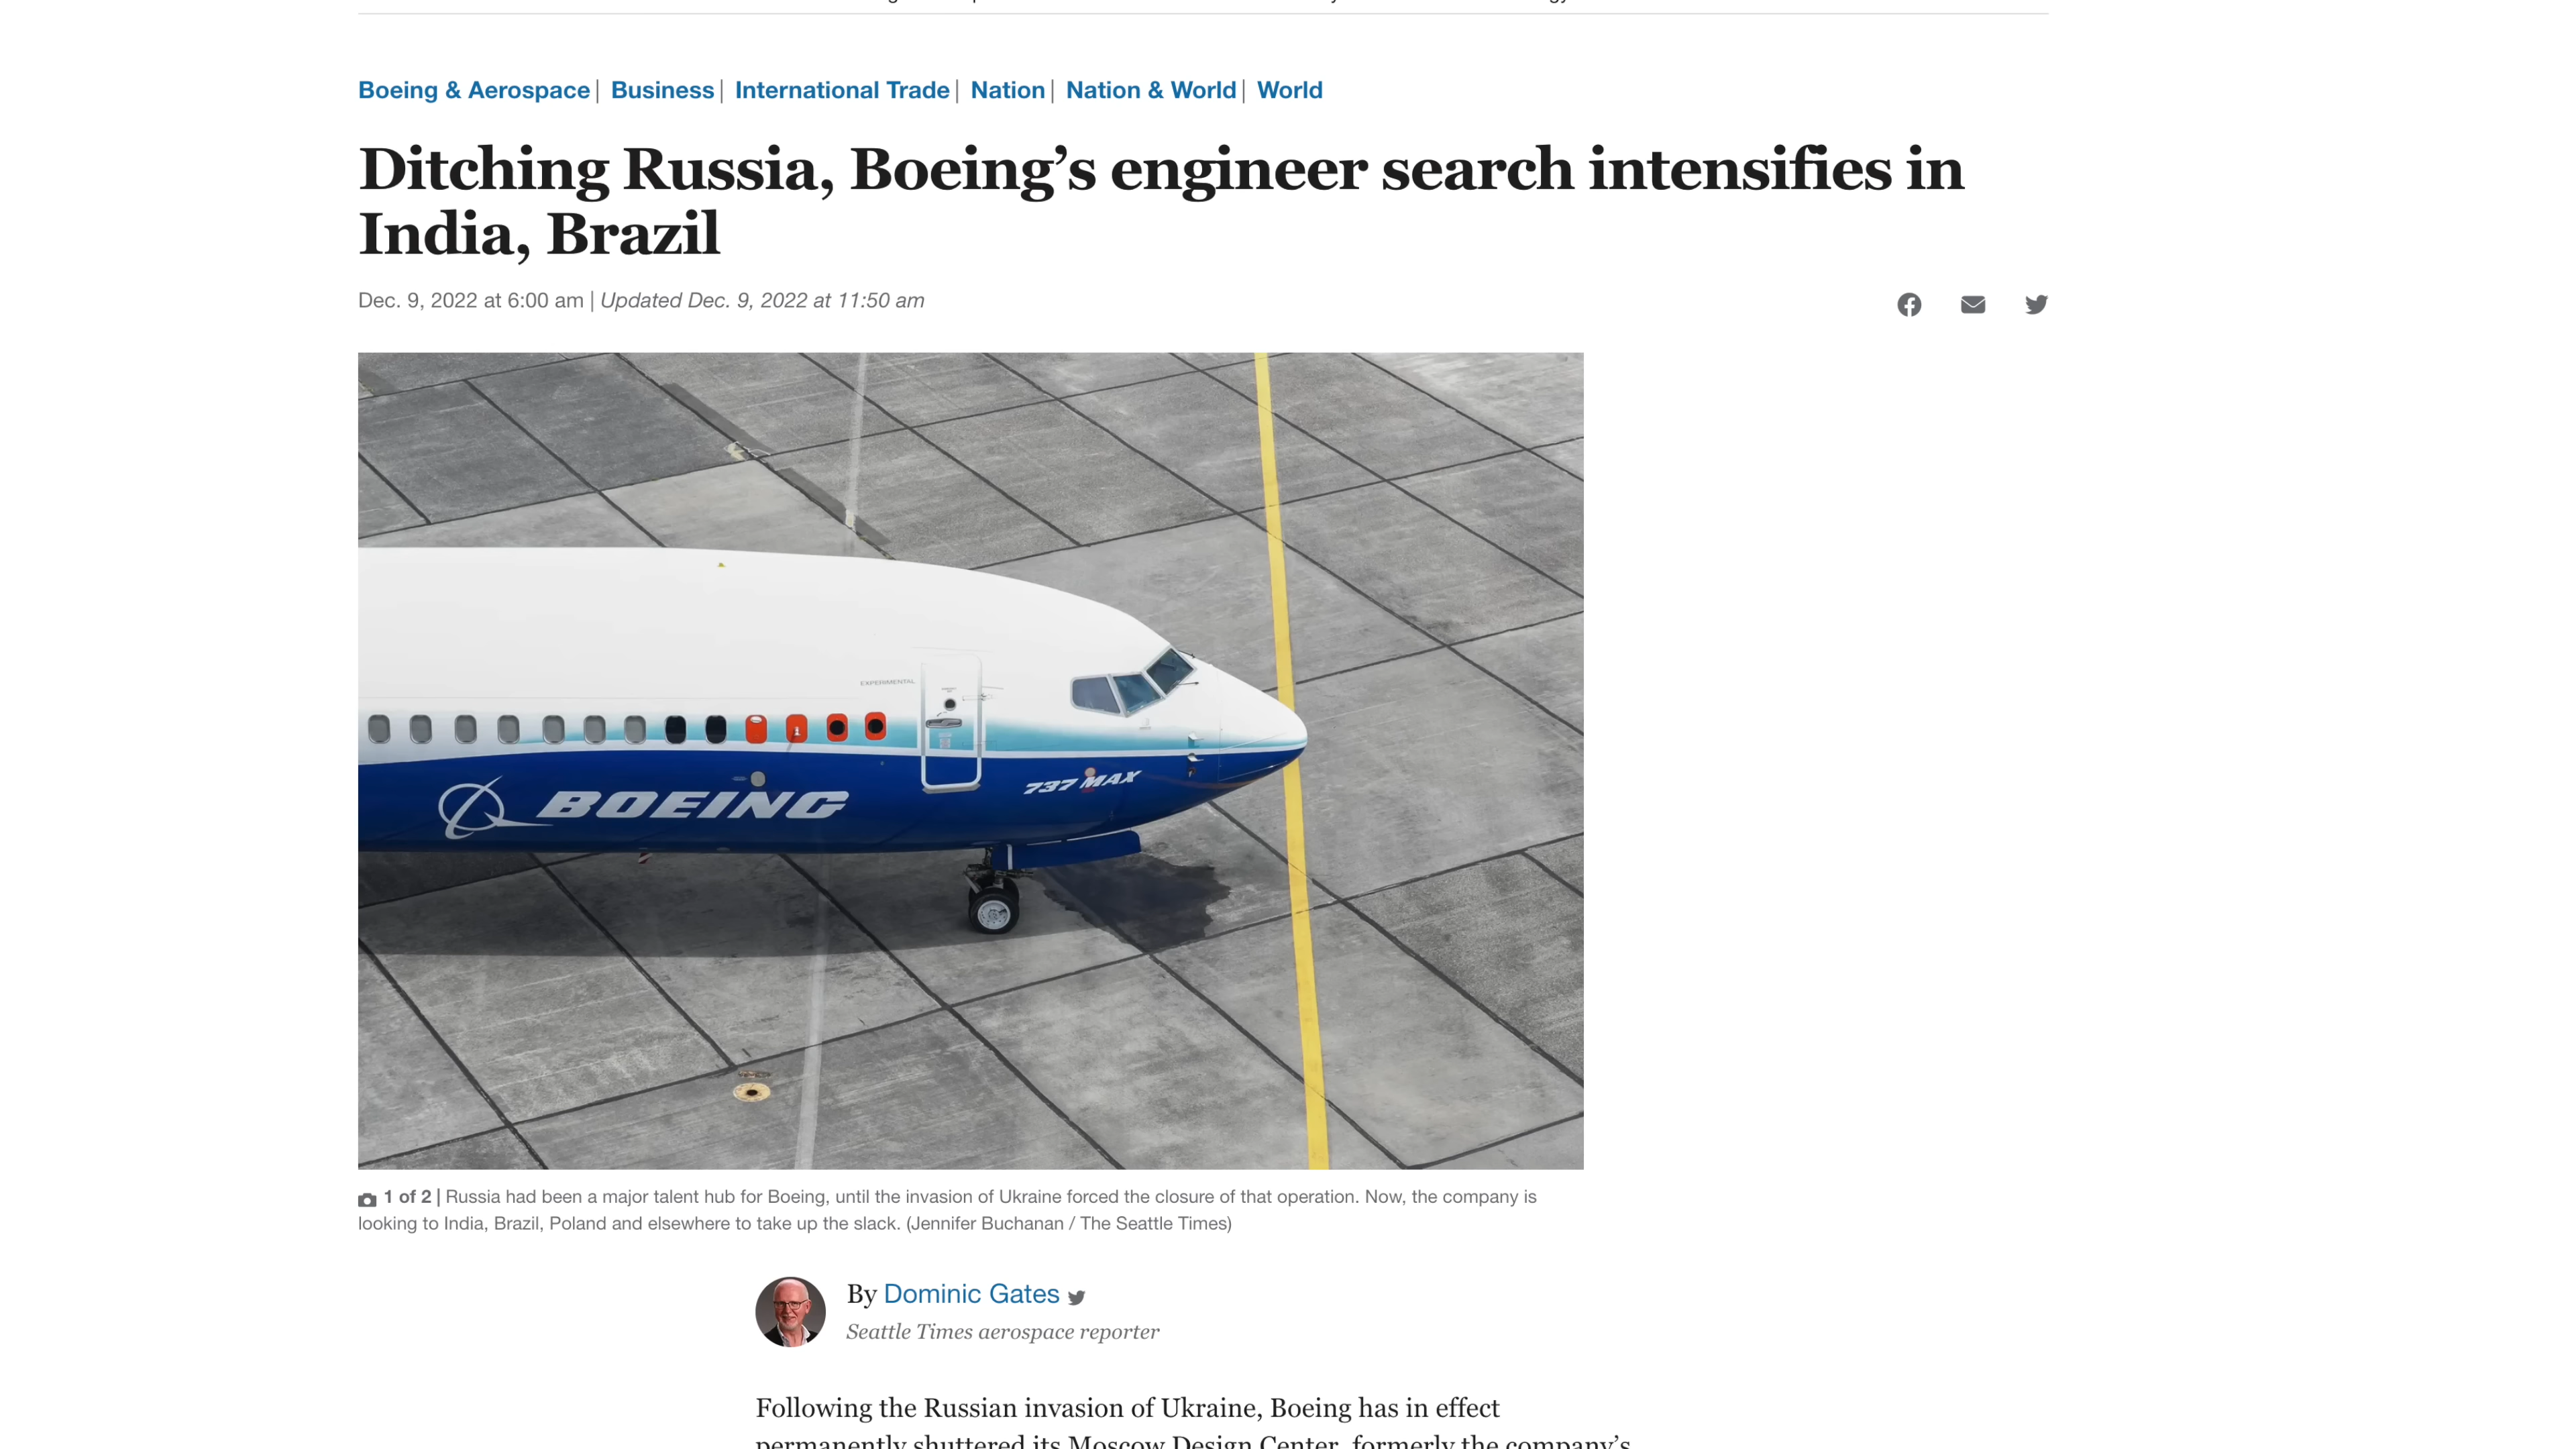 Boeing & Aerospace | Business | International Trade | Nation | Nation & World | World
Ditching Russia, Boeing’s engineer search intensifies in
India, Brazil
Dec. 9, 2022 at 6:00 am | Updated Dec. 9, 2022 at 11:50 am
EXPERIMENTAL
737 MAX
BOEING
1 of 2 | Russia had been a major talent hub for Boeing, until the invasion of Ukraine forced the closure of that operation. Now, the company is
looking to India, Brazil, Poland and elsewhere to take up the slack. (Jennifer Buchanan / The Seattle Times)
By Dominic Gates
Seattle Times aerospace reporter
Following the Russian invasion of Ukraine, Boeing has in effect
permanently shuttered its Moscow Design Center, formerly the company’s